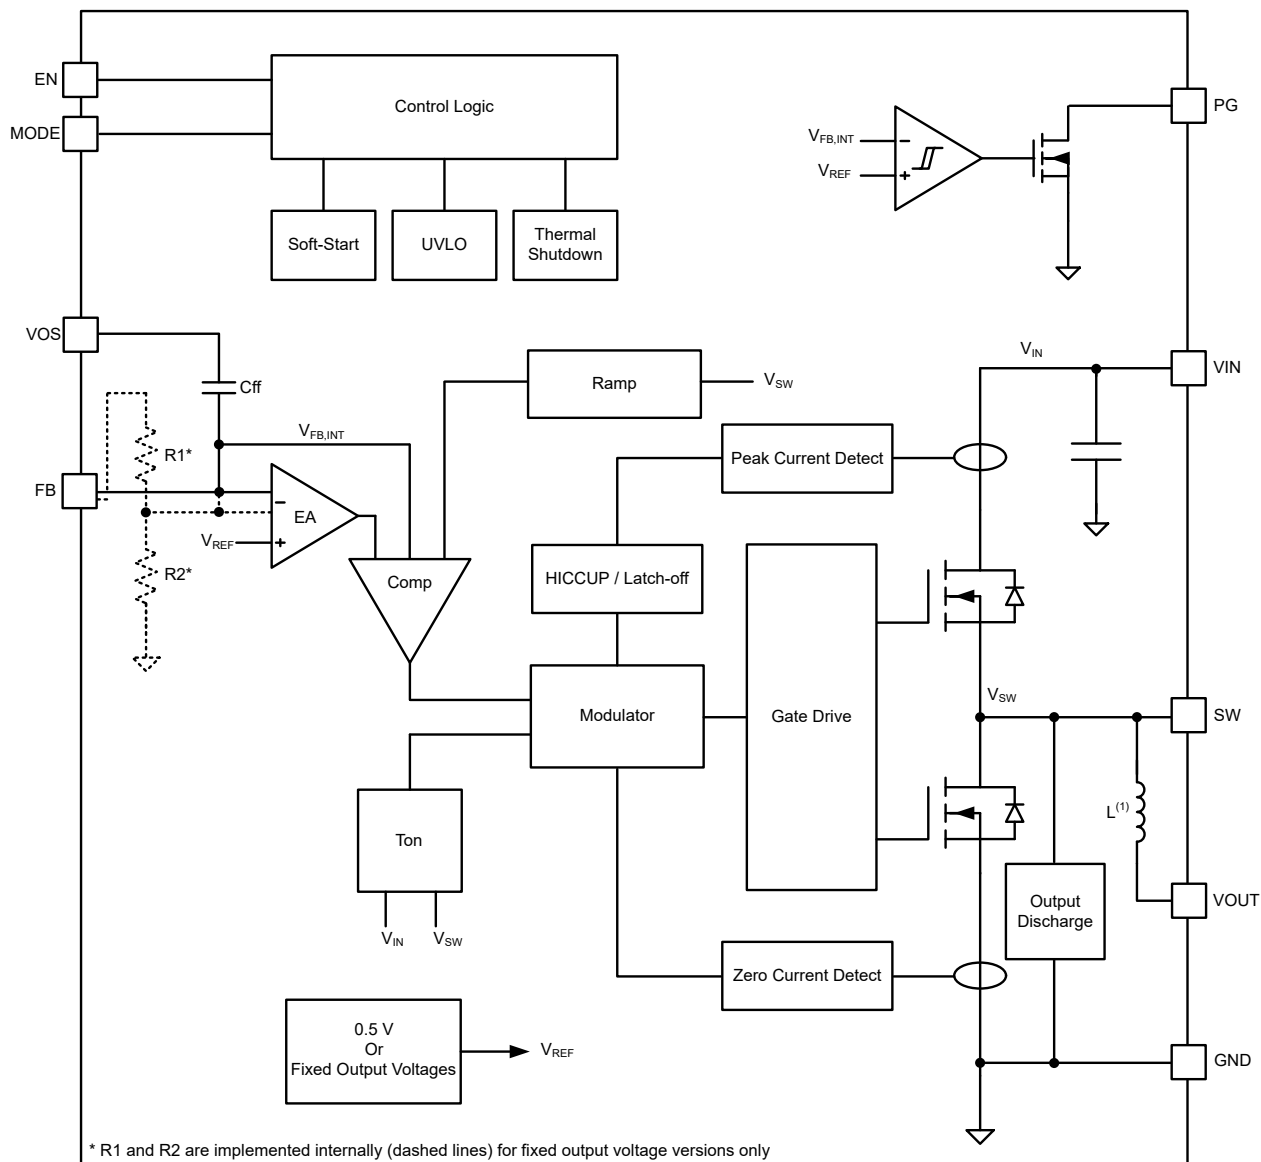 EN
MODE
Control Logic
Soft-Start
UVLO
Thermal
Shutdown
PG
VFB,INT
VREF
−
+
VOS
Cff
VFB,INT
R1*
FB
EA
−
+
VREF
R2*
Comp
Ramp
VSW
Peak Current Detect
VIN
VIN
HICCUP / Latch-off
Modulator
Gate Drive
VSW
SW
L(1)
Ton
VIN
VSW
VOUT
Output
Discharge
Zero Current Detect
0.5 V
Or
Fixed Output Voltages
VREF
GND
* R1 and R2 are implemented internally (dashed lines) for fixed output voltage versions only